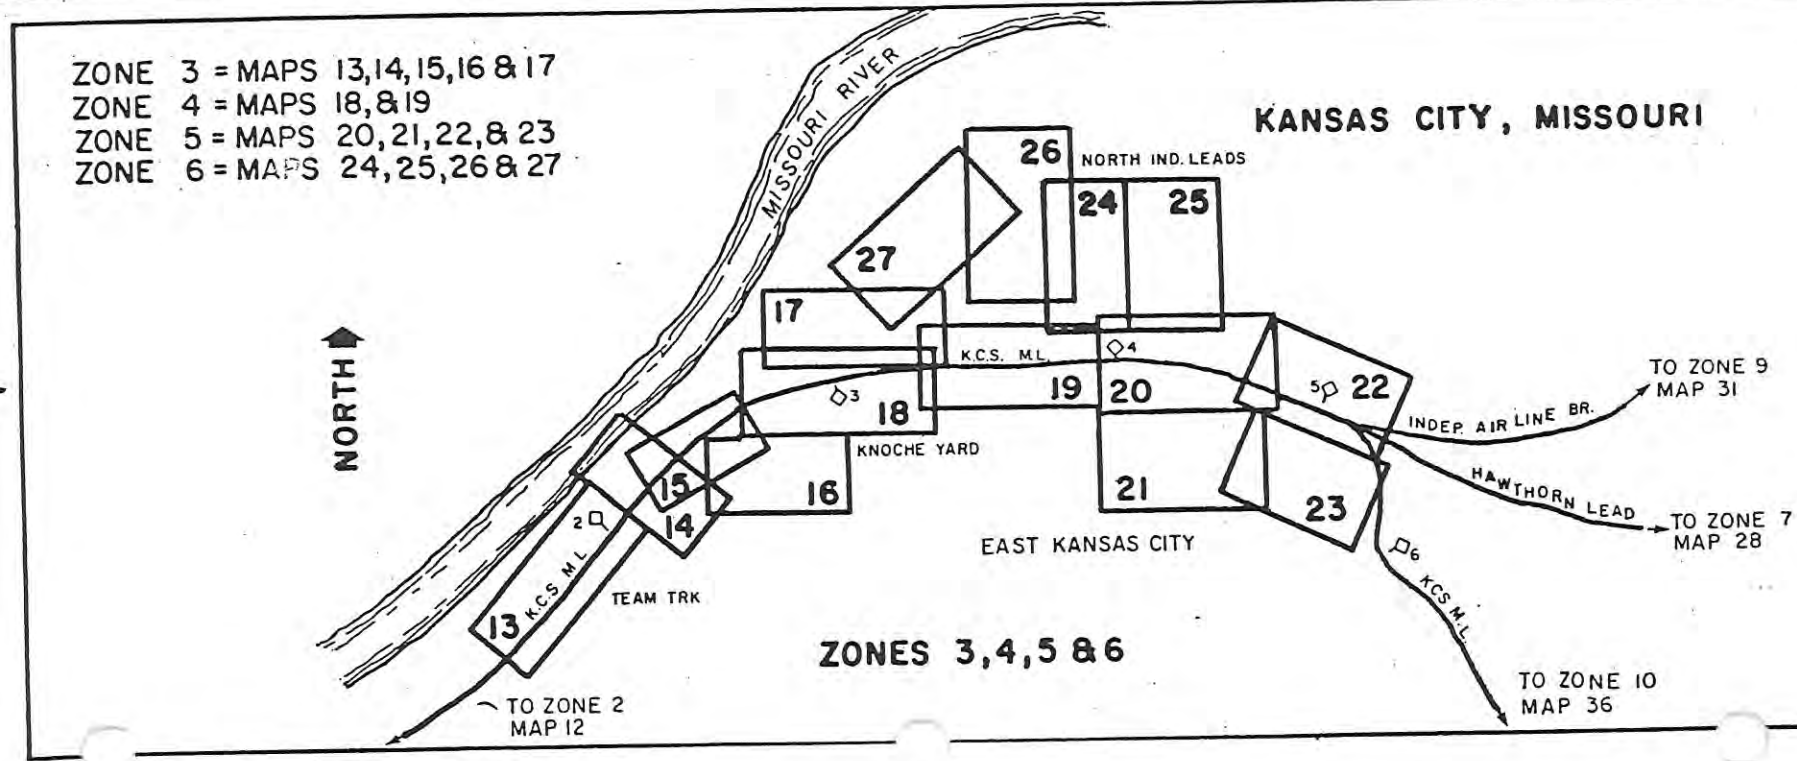 ZONE 3 = MAPS 13,14,15,16 & 17
ZONE 4 = MAPS 18,&19
ZONE 5 = MAPS 20,21,22,& 23
ZONE 6 = MAPS 24,25,26 & 27
KANSAS CITY, MISSOURI
MISSOURI RIVER
26
NORTH IND. LEADS
24
25
27
17
NORTH
K.C.S. M.L.
4
19
20
5
22
TO ZONE 9
MAP 31
3
18
INDEP. AIR LINE BR.
KNOCHE YARD
15
16
21
23
HAWTHORN LEAD
2
14
TO ZONE 7
MAP 28
EAST KANSAS CITY
6
KCS M.L.
K.C.S M L
13
TEAM TRK
ZONES 3,4,5 & 6
TO ZONE 2
MAP 12
TO ZONE 10
MAP 36